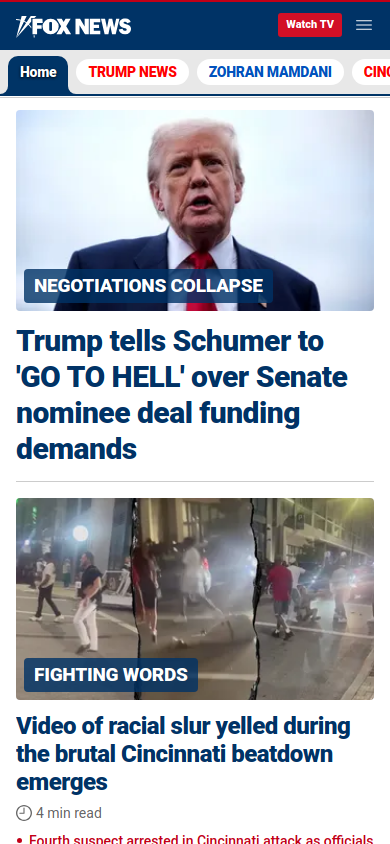 FOX NEWS
Watch TV
Home
TRUMP NEWS
ZOHRAN MAMDANI
NEGOTIATIONS COLLAPSE
Trump tells Schumer to
'GO TO HELL' over Senate
nominee deal funding
demands
FIGHTING WORDS
Video of racial slur yelled during
the brutal Cincinnati beatdown
emerges
4 min read
Fourth suspect arrested in Cincinnati attack as officials